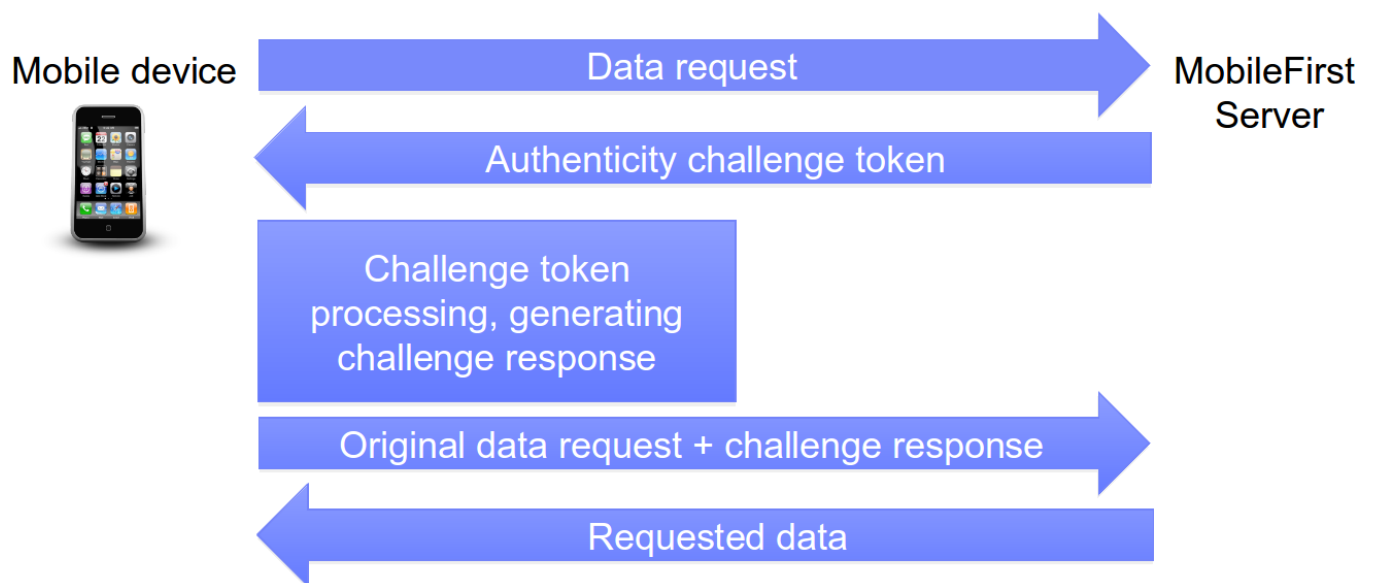 Data request
Mobile device
MobileFirst
Server
Authenticity challenge token
Challenge token
processing, generating
challenge response
Original data request + challenge response
Requested data